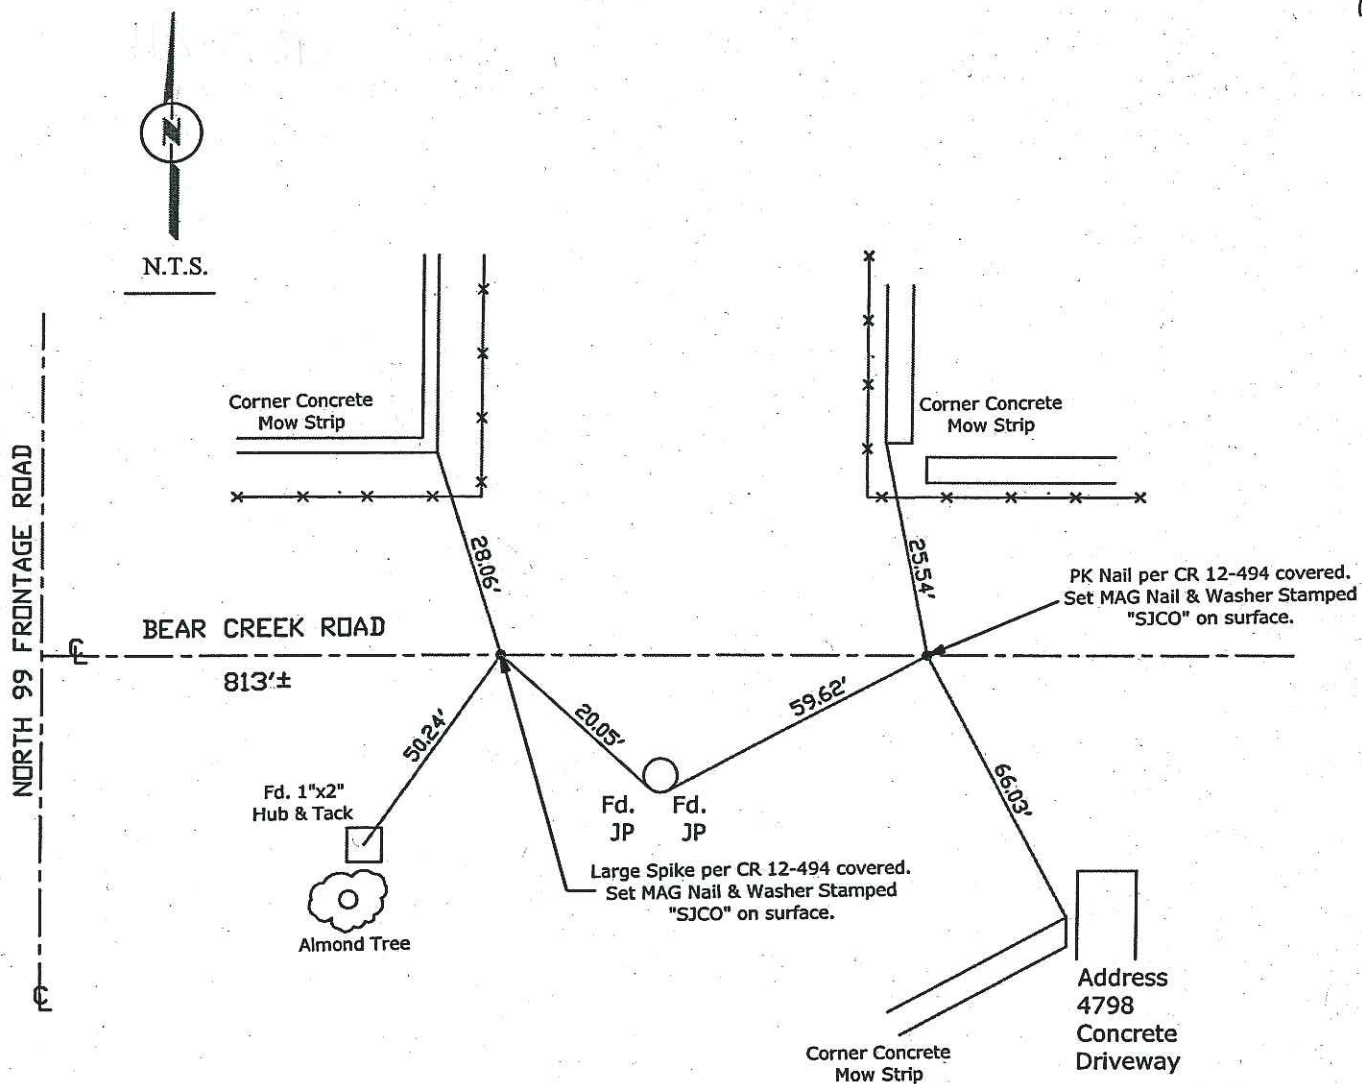 N
N.T.S.
Corner Concrete
Mow Strip
Corner Concrete
Mow Strip
NORTH 99 FRONTAGE ROAD
28.06'
25.54'
PK Nail per CR 12-494 covered.
Set MAG Nail & Washer Stamped
"SJCO" on surface.
BEAR CREEK ROAD
℄
813'±
50.24'
20.05'
59.62'
66.03'
Fd. 1"x2"
Hub & Tack
Fd.
JP
Fd.
JP
Large Spike per CR 12-494 covered.
Set MAG Nail & Washer Stamped
"SJCO" on surface.
Almond Tree
℄
Address
4798
Concrete
Driveway
Corner Concrete
Mow Strip